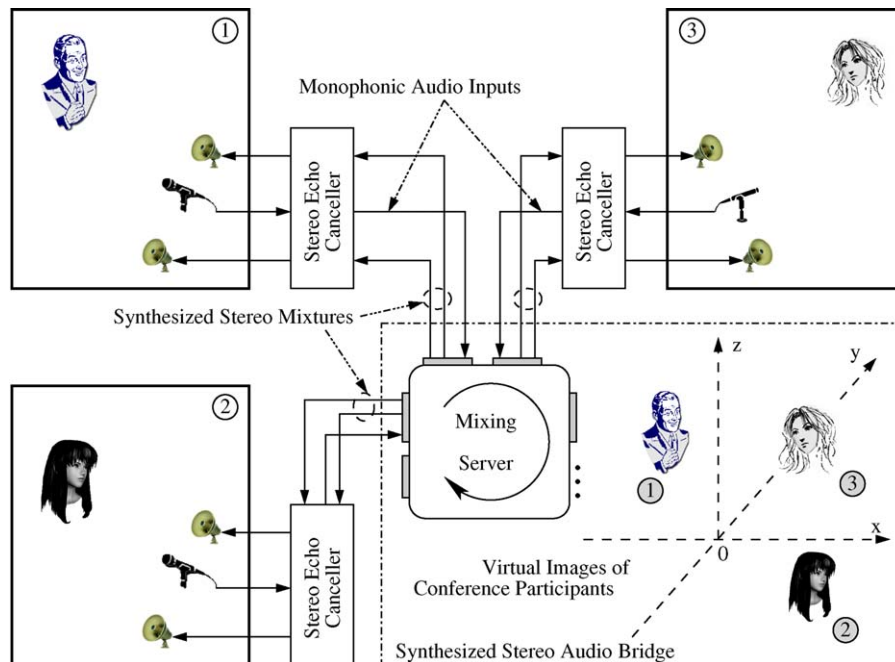 1
3
Monophonic Audio Inputs
Stereo Echo
Canceller
Stereo Echo
Canceller
Synthesized Stereo Mixtures
2
Stereo Echo
Canceller
Mixing
Server
z
y
x
0
1
3
2
Virtual Images of
Conference Participants
Synthesized Stereo Audio Bridge